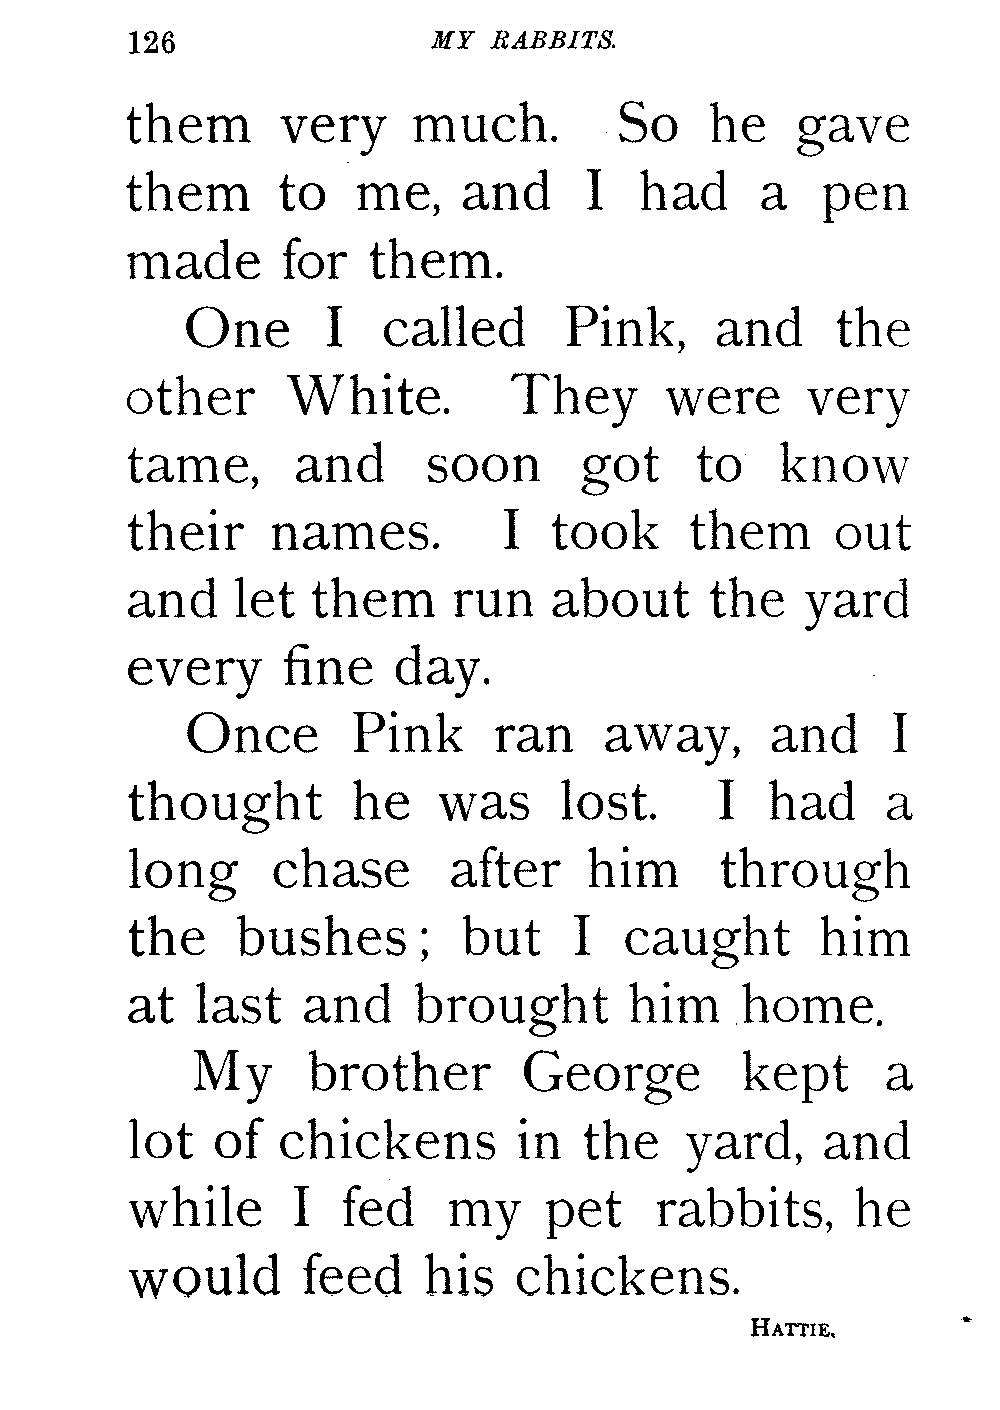 126 MY RABBITS.
them very much. So he gave
them to me, and I had a pen
made for them.
One I called Pink, and the
other White. They were very
tame, and soon got to know
their names. I took them out
and let them run about the yard
every fine day.
Once Pink ran away, and I
thought he was lost. I had a
long chase after him through
the bushes; but I caught him
at last and brought him home.
My brother George kept a
lot of chickens in the yard, and
while I fed my pet rabbits, he
would feed his chickens.
HATTIE.